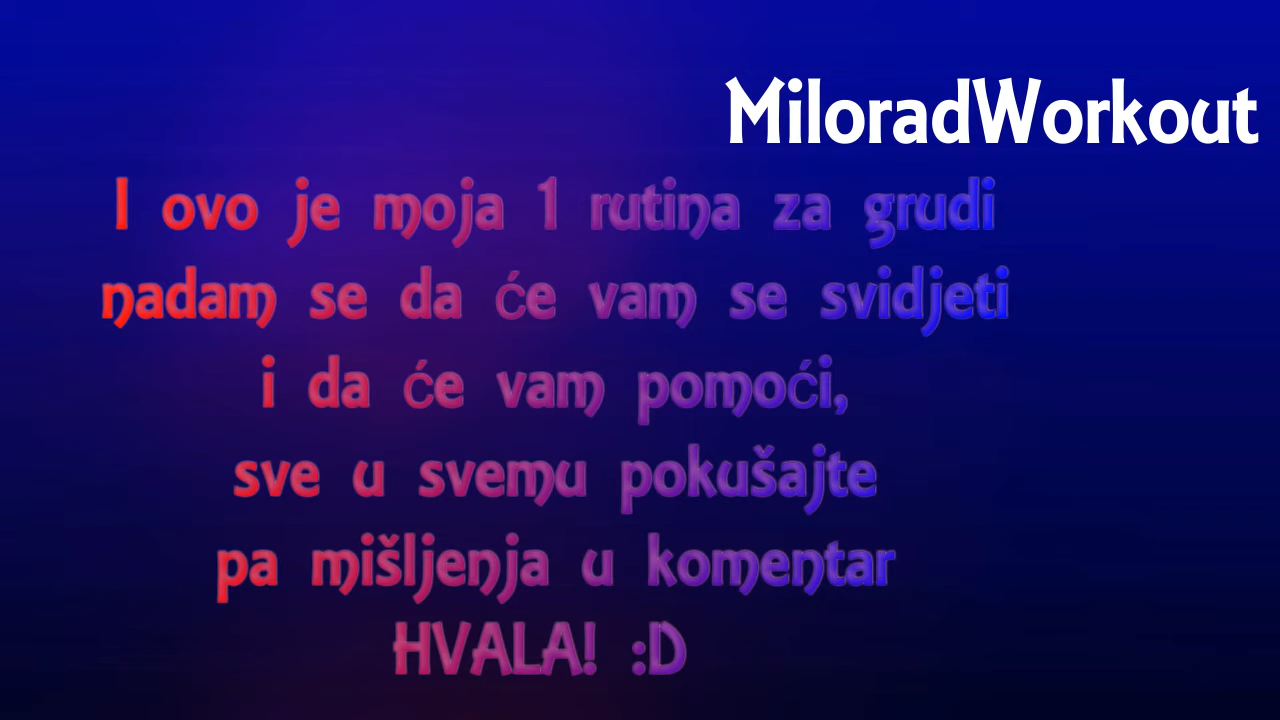 MiloradWorkout
I ovo je moja 1 rutina za grudi
nadam se da će vam se svidjeti
i da će vam pomoći,
sve u svemu pokušajte
pa mišljenja u komentar
HVALA! :D